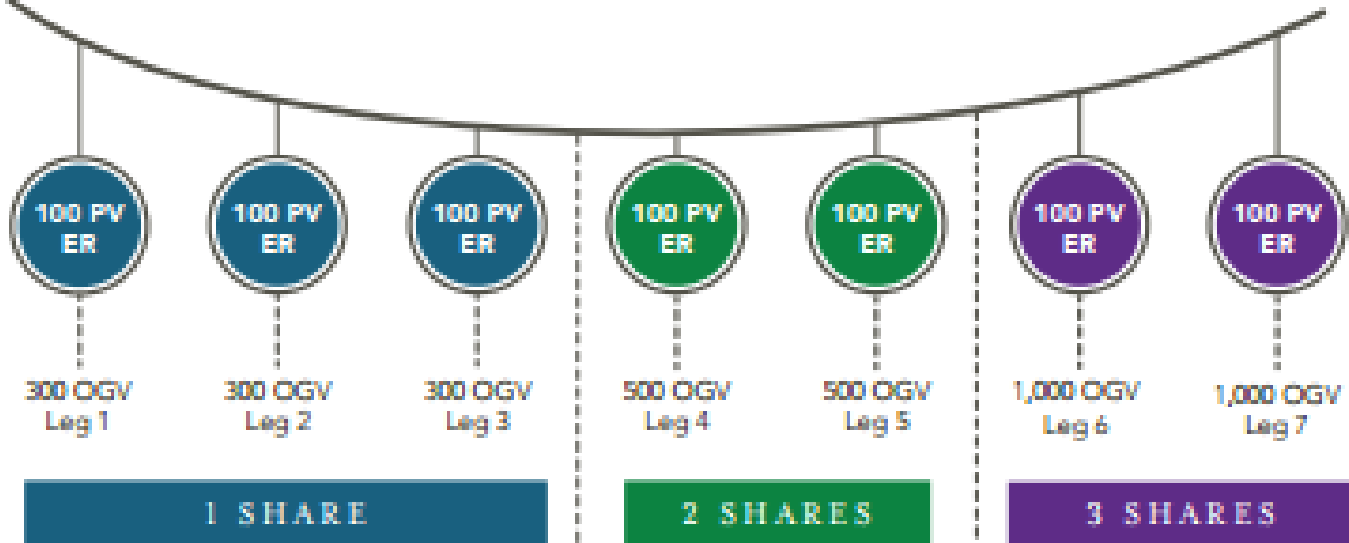 100 PV
ER
100 PV
ER
100 PV
ER
100 PV
ER
100 PV
ER
100 PV
ER
100 PV
ER
300 OGV
Leg 1
300 OGV
Leg 2
300 OGV
Leg 3
500 OGV
Leg 4
500 OGV
Leg 5
1,000 OGV
Leg 6
1,000 OGV
Leg 7
1 SHARE
2 SHARES
3 SHARES